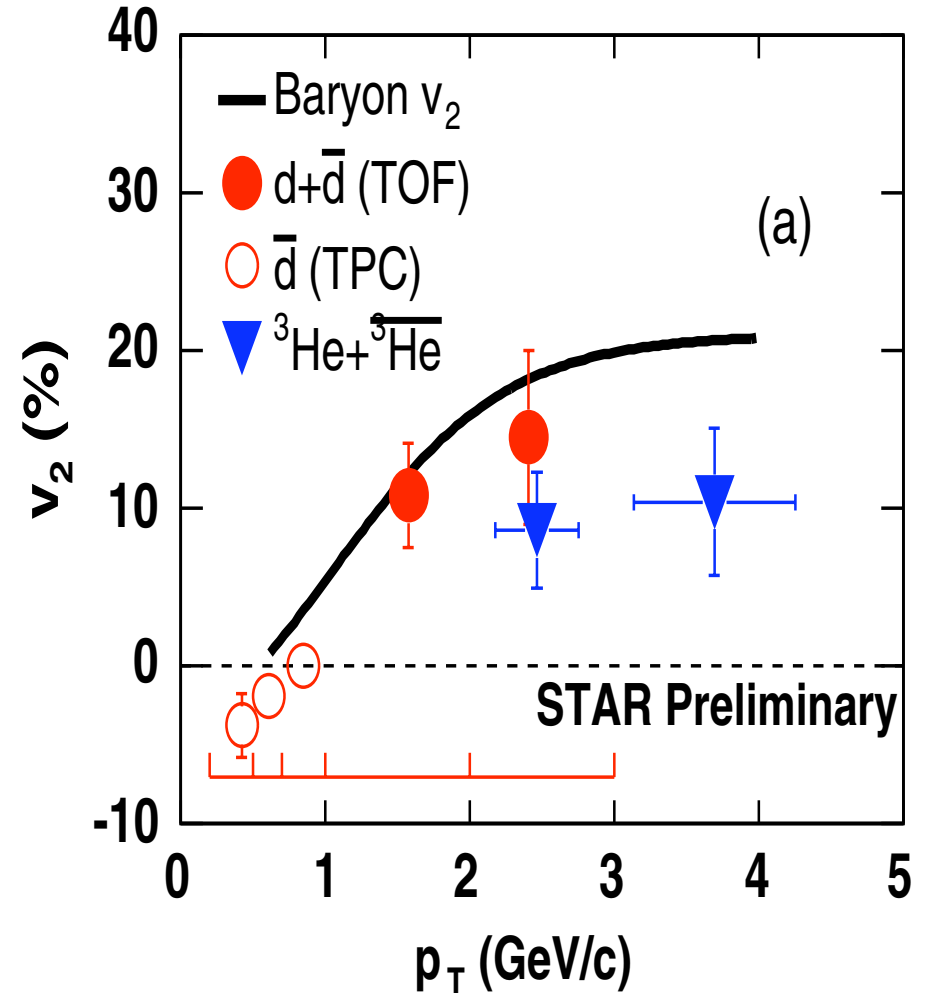 40
30
20
10
0
-10
v₂ (%)
Baryon v₂
d+d̅ (TOF)
d̅ (TPC)
³He+³H̅e̅
(a)
STAR Preliminary
0 1 2 3 4 5
p_T (GeV/c)